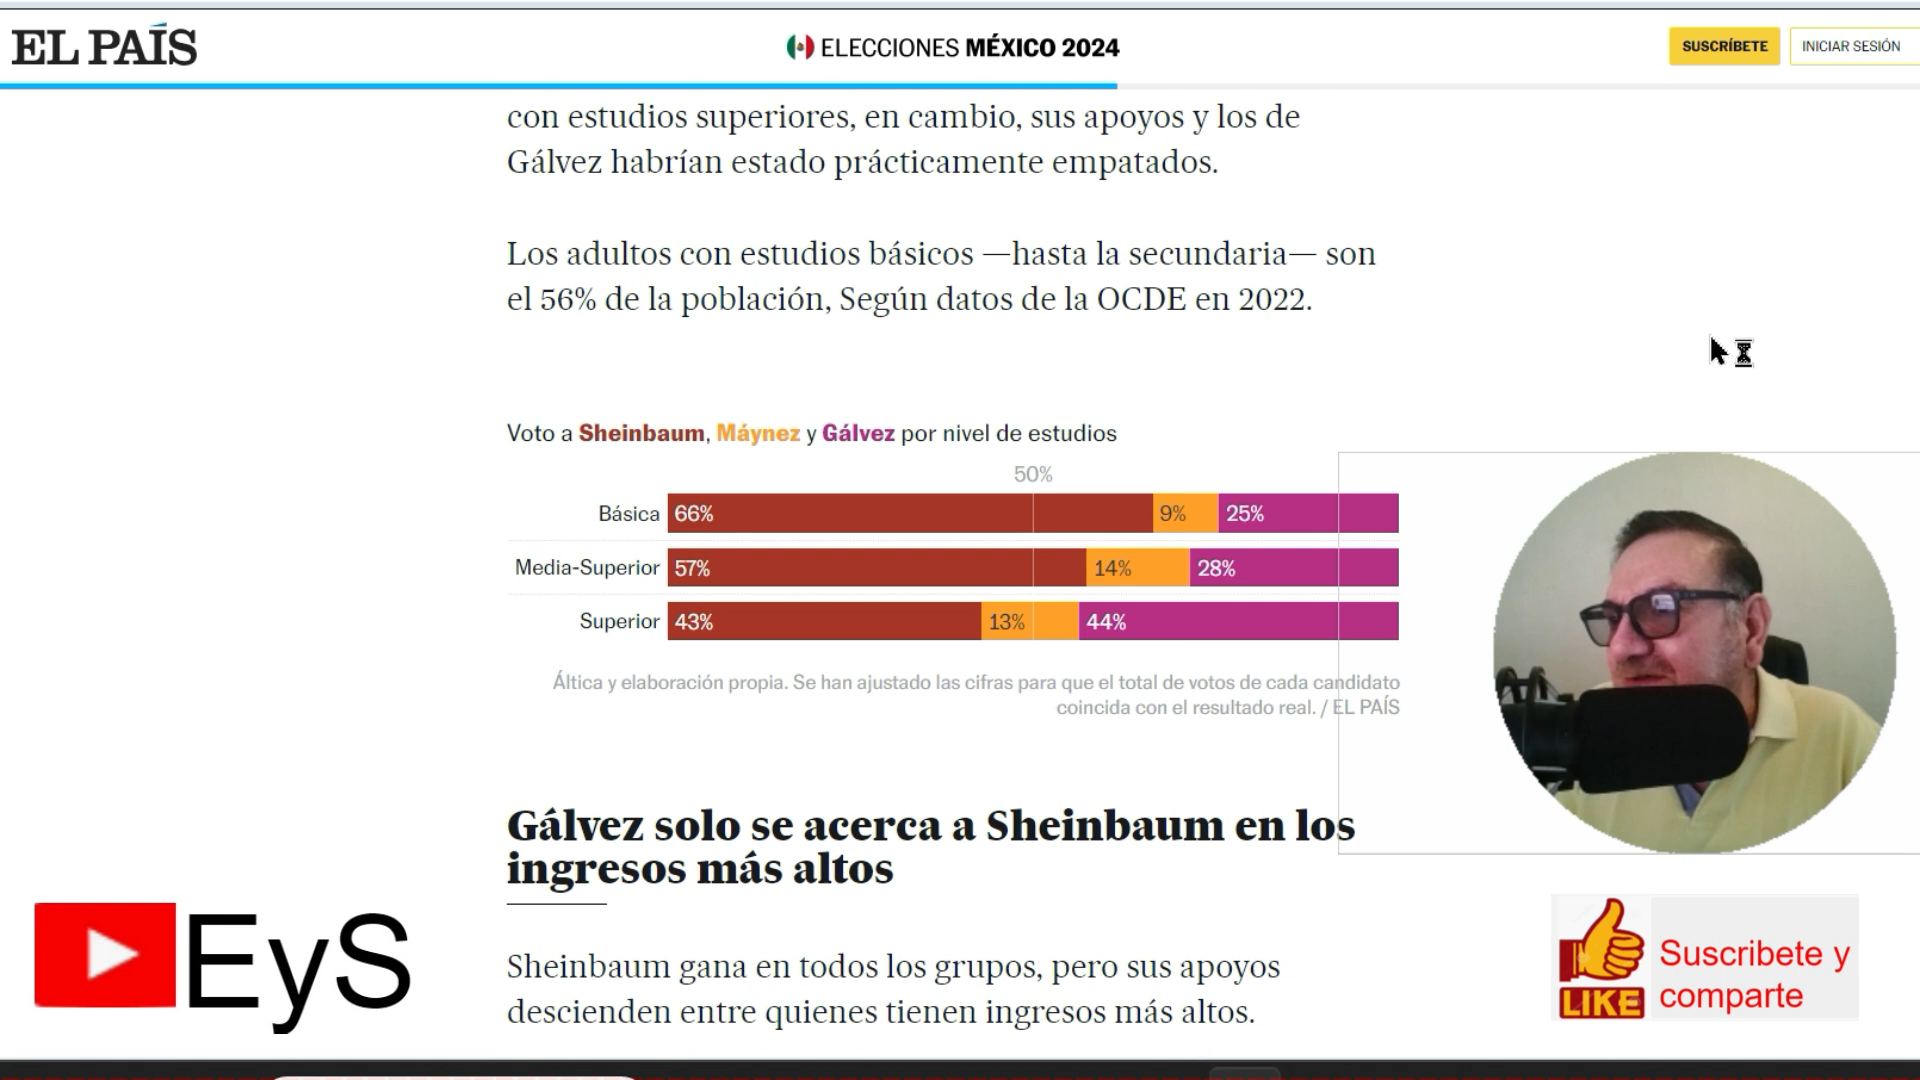 EL PAÍS
ELECCIONES MÉXICO 2024
SUSCRÍBETE
INICIAR SESIÓN
con estudios superiores, en cambio, sus apoyos y los de
Gálvez habrían estado prácticamente empatados.
Los adultos con estudios básicos —hasta la secundaria— son
el 56% de la población, Según datos de la OCDE en 2022.
Voto a Sheinbaum, Máynez y Gálvez por nivel de estudios
50%
Básica 66% 9% 25%
Media-Superior 57% 14% 28%
Superior 43% 13% 44%
Áltica y elaboración propia. Se han ajustado las cifras para que el total de votos de cada candidato
coincida con el resultado real. / EL PAÍS
Gálvez solo se acerca a Sheinbaum en los
ingresos más altos
Sheinbaum gana en todos los grupos, pero sus apoyos
descienden entre quienes tienen ingresos más altos.
EyS
LIKE
Suscribete y
comparte